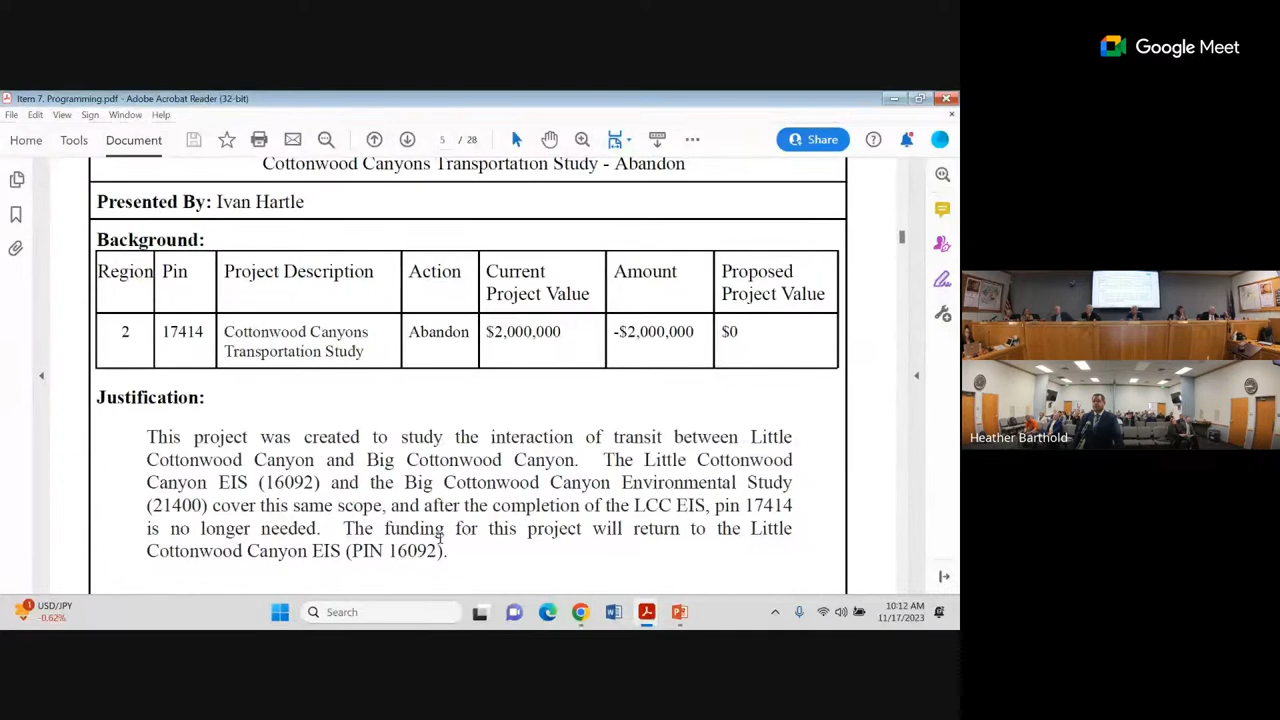 Google Meet
Item 7. Programming.pdf - Adobe Acrobat Reader (32-bit)
File Edit View Sign Window Help
Home Tools Document 5 / 28 Share
Cottonwood Canyons Transportation Study - Abandon
Presented By: Ivan Hartle
Background:
Region Pin Project Description Action Current Project Value Amount Proposed Project Value
2 17414 Cottonwood Canyons Transportation Study Abandon $2,000,000 -$2,000,000 $0
Justification:
This project was created to study the interaction of transit between Little
Cottonwood Canyon and Big Cottonwood Canyon. The Little Cottonwood
Canyon EIS (16092) and the Big Cottonwood Canyon Environmental Study
(21400) cover this same scope, and after the completion of the LCC EIS, pin 17414
is no longer needed. The funding for this project will return to the Little
Cottonwood Canyon EIS (PIN 16092).
Heather Barthold
1 USD/JPY
-0.62%
Search
10:12 AM
11/17/2023